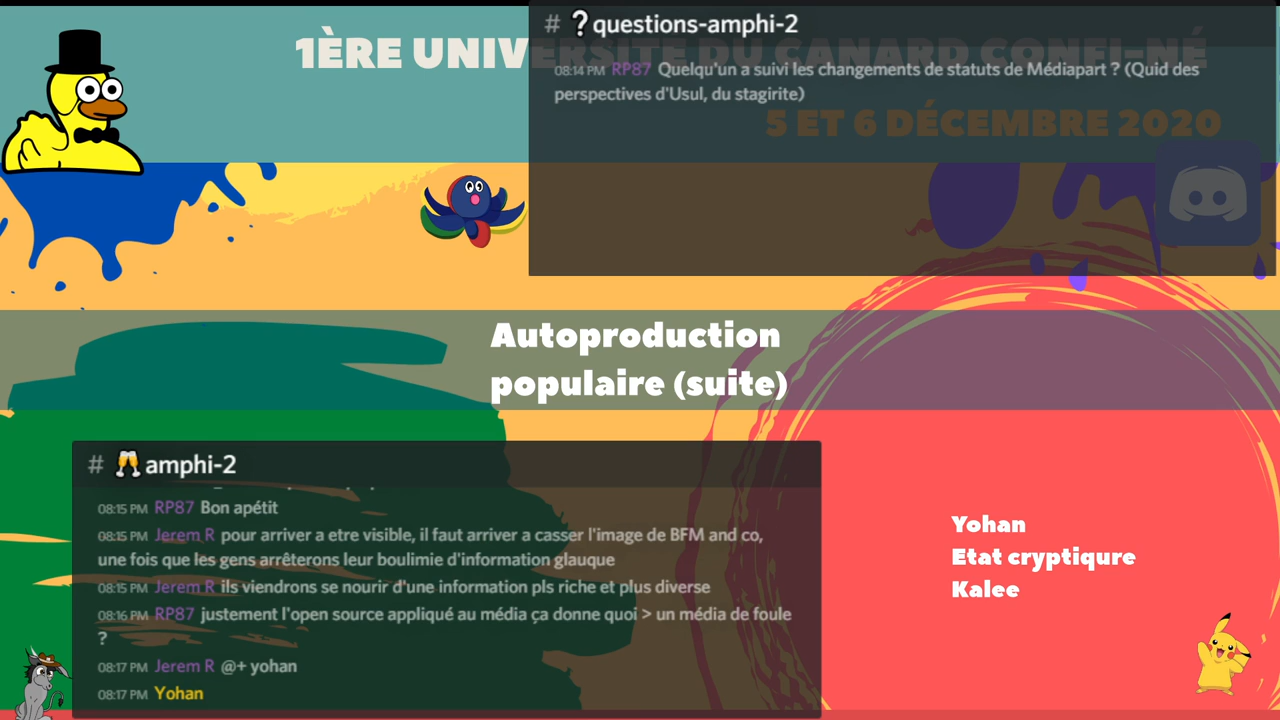 1ÈRE UNIVERSITÉ DU CANARD CONFI-NÉ
5 ET 6 DÉCEMBRE 2020
# ?questions-amphi-2
08:14 PM RP87 Quelqu'un a suivi les changements de statuts de Médiapart ? (Quid des
perspectives d'Usul, du stagirite)
Autoproduction
populaire (suite)
# amphi-2
08:15 PM RP87 Bon apétit
08:15 PM Jerem R pour arriver a etre visible, il faut arriver a casser l'image de BFM and co,
une fois que les gens arrêterons leur boulimie d'information glauque
08:15 PM Jerem R ils viendrons se nourir d'une information pls riche et plus diverse
08:16 PM RP87 justement l'open source appliqué au média ça donne quoi > un média de foule
?
08:17 PM Jerem R @+ yohan
08:17 PM Yohan
Yohan
Etat cryptiqure
Kalee